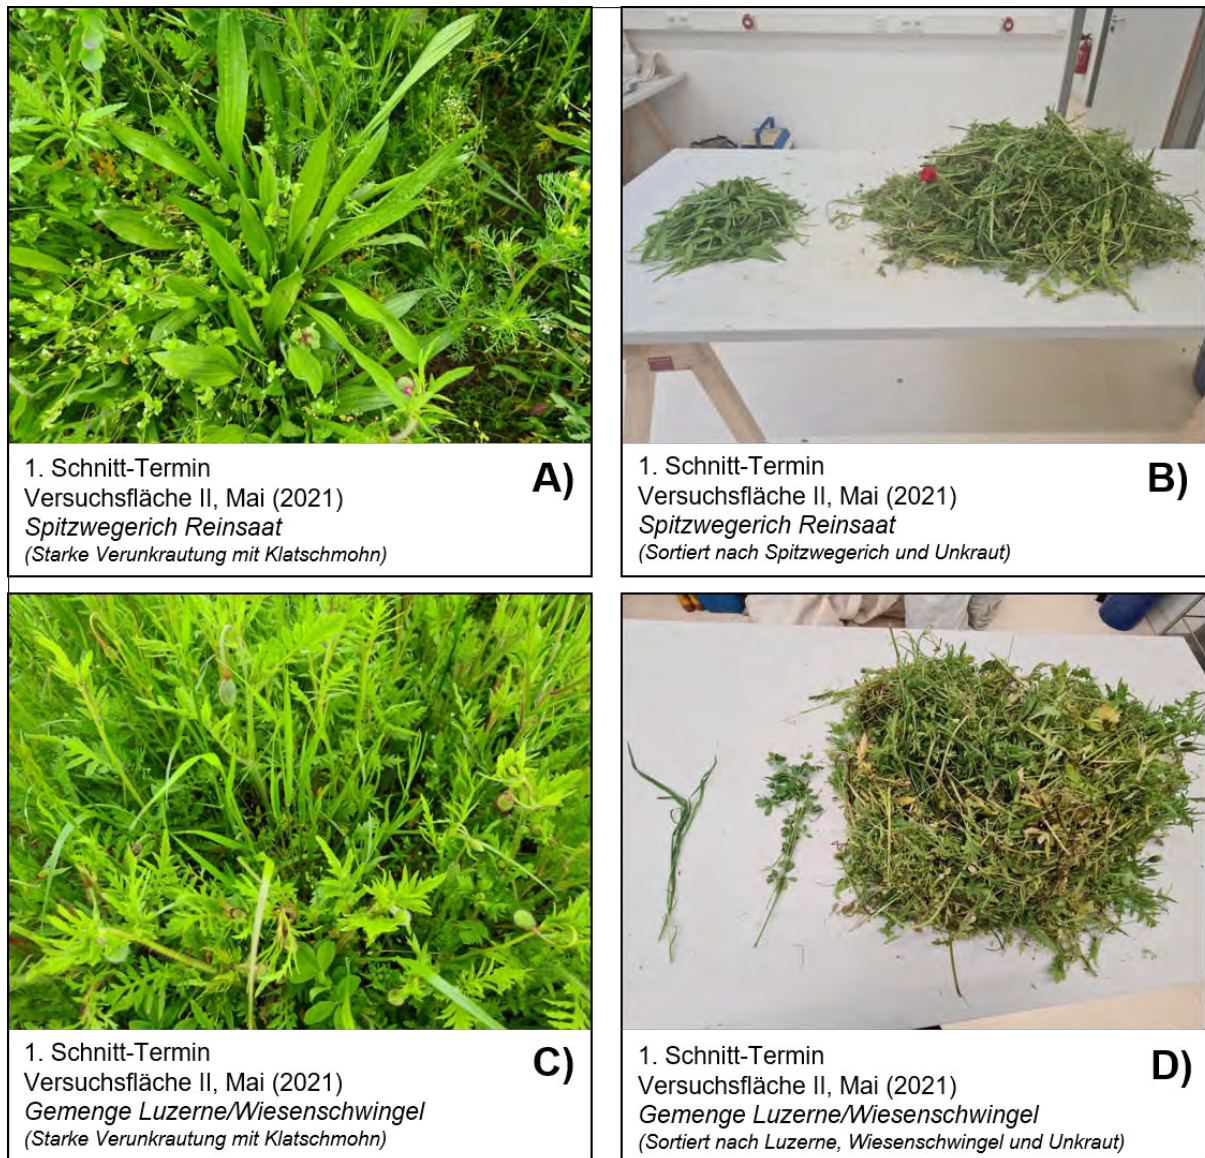 1. Schnitt-Termin
Versuchsfläche II, Mai (2021)
Spitzwegerich Reinsaat
(Starke Verunkrautung mit Klatschmohn)
A)
1. Schnitt-Termin
Versuchsfläche II, Mai (2021)
Spitzwegerich Reinsaat
(Sortiert nach Spitzwegerich und Unkraut)
B)
1. Schnitt-Termin
Versuchsfläche II, Mai (2021)
Gemenge Luzerne/Wiesenschwingel
(Starke Verunkrautung mit Klatschmohn)
C)
1. Schnitt-Termin
Versuchsfläche II, Mai (2021)
Gemenge Luzerne/Wiesenschwingel
(Sortiert nach Luzerne, Wiesenschwingel und Unkraut)
D)